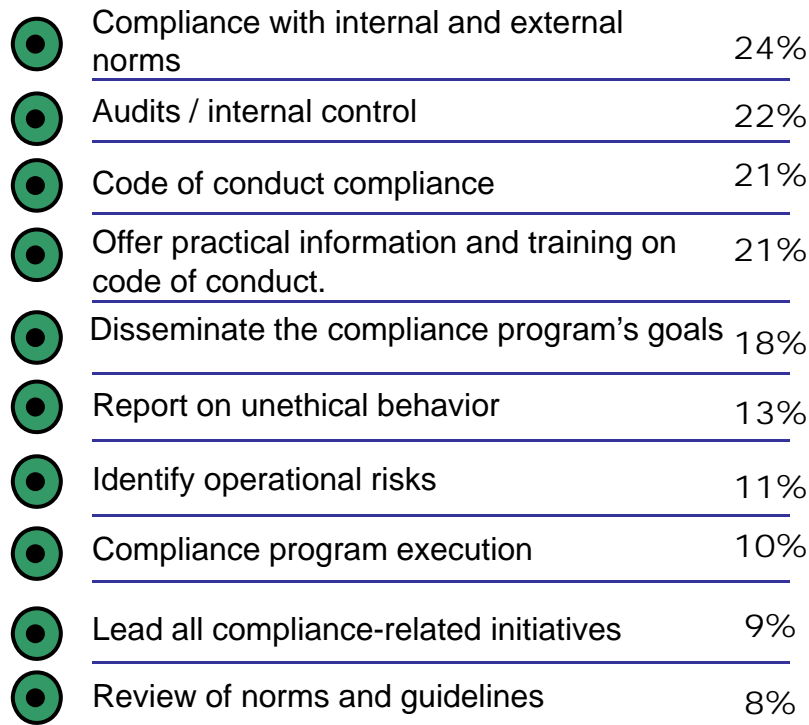 Compliance with internal and external
norms 24%
Audits / internal control 22%
Code of conduct compliance 21%
Offer practical information and training on 21%
code of conduct.
Disseminate the compliance program's goals 18%
Report on unethical behavior 13%
Identify operational risks 11%
Compliance program execution 10%
Lead all compliance-related initiatives 9%
Review of norms and guidelines 8%